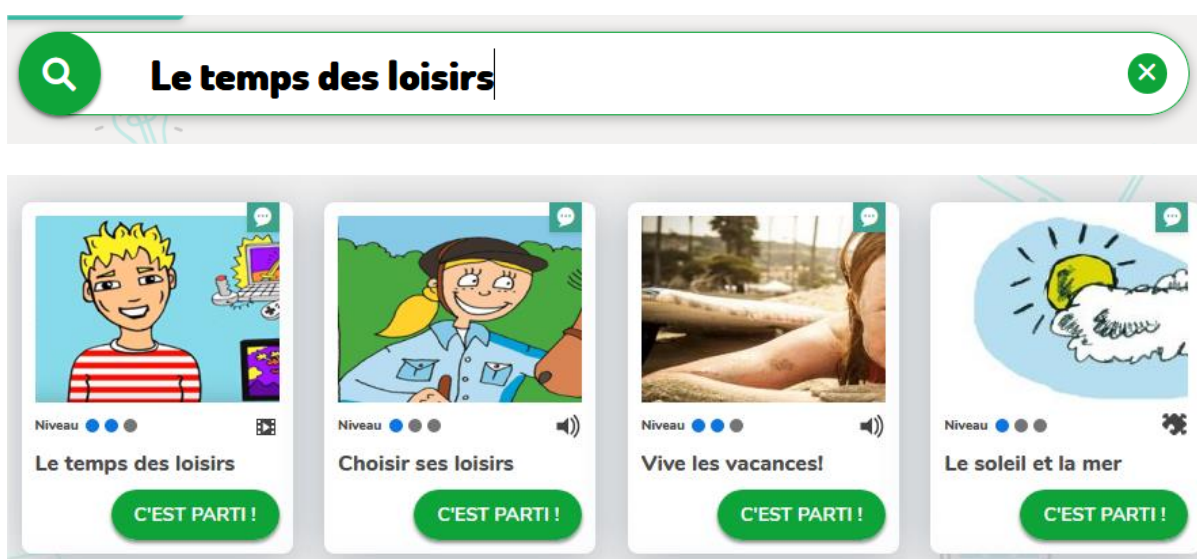 Le temps des loisirs
Niveau
Le temps des loisirs
C'EST PARTI !
Niveau
Choisir ses loisirs
C'EST PARTI !
Niveau
Vive les vacances!
C'EST PARTI !
Niveau
Le soleil et la mer
C'EST PARTI !